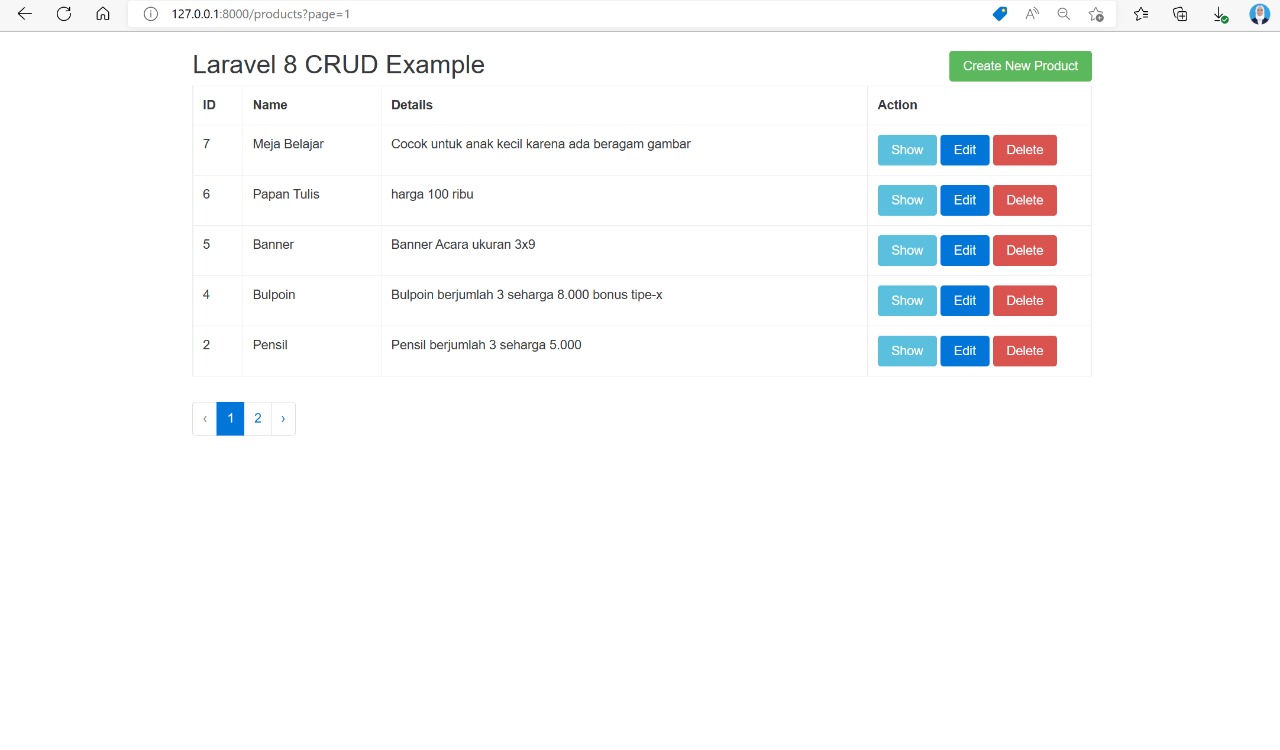 127.0.0.1:8000/products?page=1
Laravel 8 CRUD Example
Create New Product
ID Name Details Action
7 Meja Belajar Cocok untuk anak kecil karena ada beragam gambar Show Edit Delete
6 Papan Tulis harga 100 ribu Show Edit Delete
5 Banner Banner Acara ukuran 3x9 Show Edit Delete
4 Bulpoin Bulpoin berjumlah 3 seharga 8.000 bonus tipe-x Show Edit Delete
2 Pensil Pensil berjumlah 3 seharga 5.000 Show Edit Delete
‹ 1 2 ›